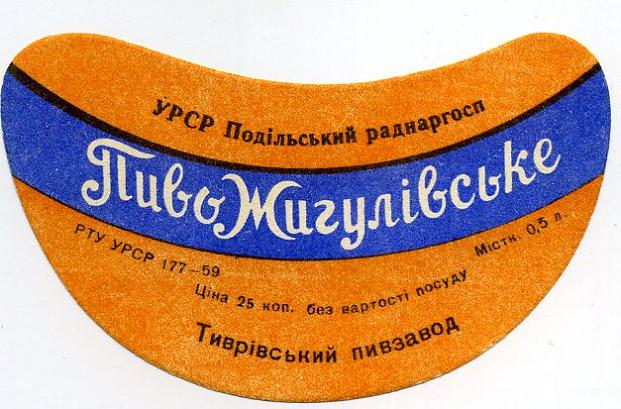 УРСР Подільський раднаргосп
Пиво Жигулівське
РТУ УРСР 177–59
Містк. 0,5 л.
Ціна 25 коп. без вартості посуду
Тиврівський пивзавод